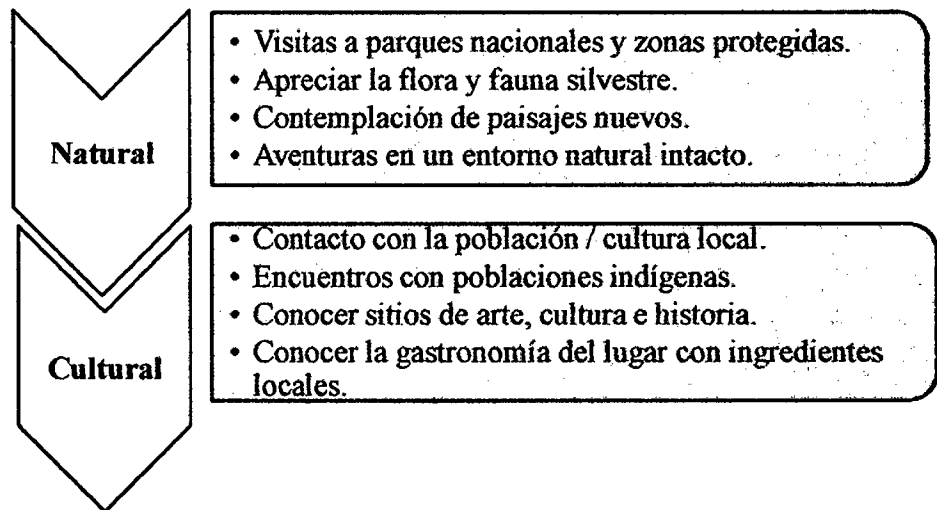 Natural
• Visitas a parques nacionales y zonas protegidas.
• Apreciar la flora y fauna silvestre.
• Contemplación de paisajes nuevos.
• Aventuras en un entorno natural intacto.
Cultural
• Contacto con la población / cultura local.
• Encuentros con poblaciones indígenas.
• Conocer sitios de arte, cultura e historia.
• Conocer la gastronomía del lugar con ingredientes
locales.